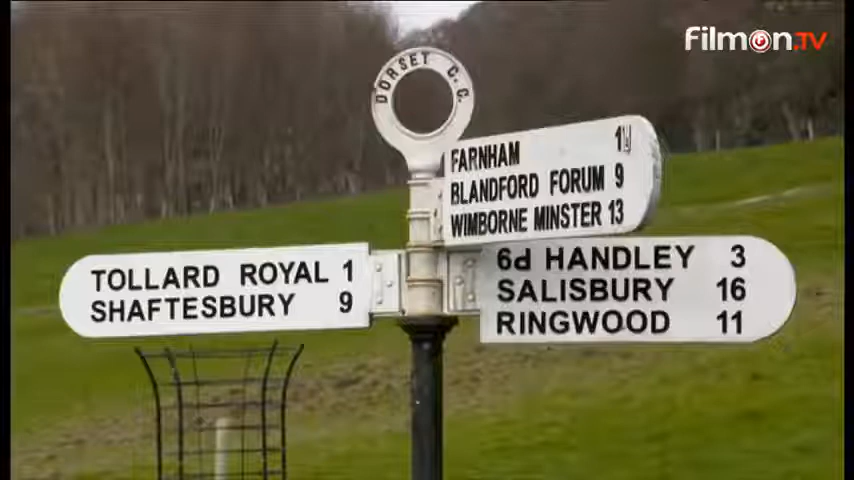 Filmon.TV
DORSET C.C.
FARNHAM 1½
BLANDFORD FORUM 9
WIMBORNE MINSTER 13
TOLLARD ROYAL 1
SHAFTESBURY 9
6d HANDLEY 3
SALISBURY 16
RINGWOOD 11